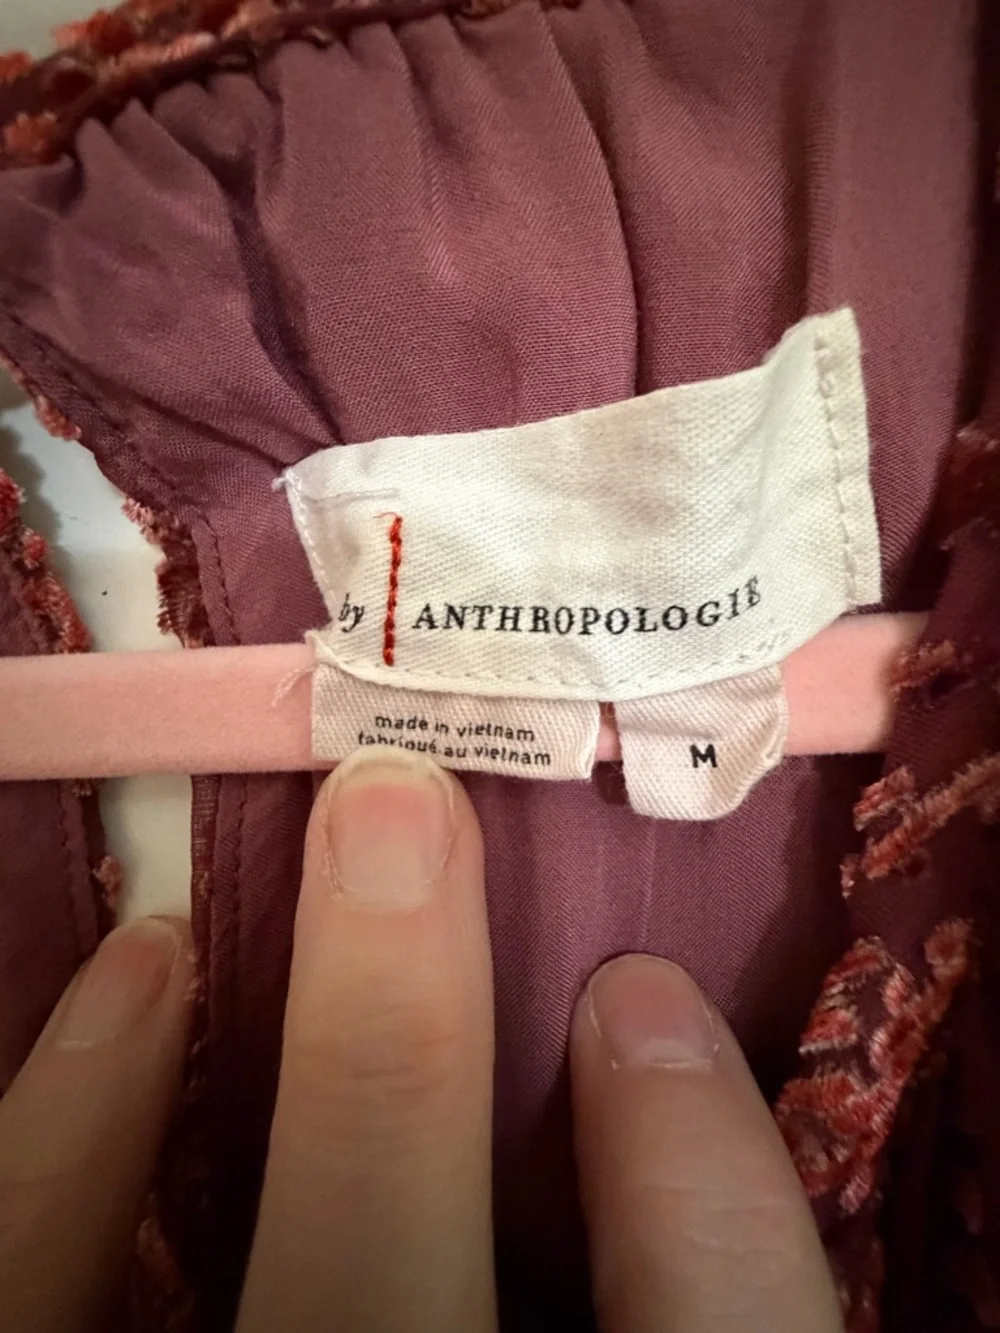 by ANTHROPOLOGIE
made in vietnam
fabriqué au vietnam
M